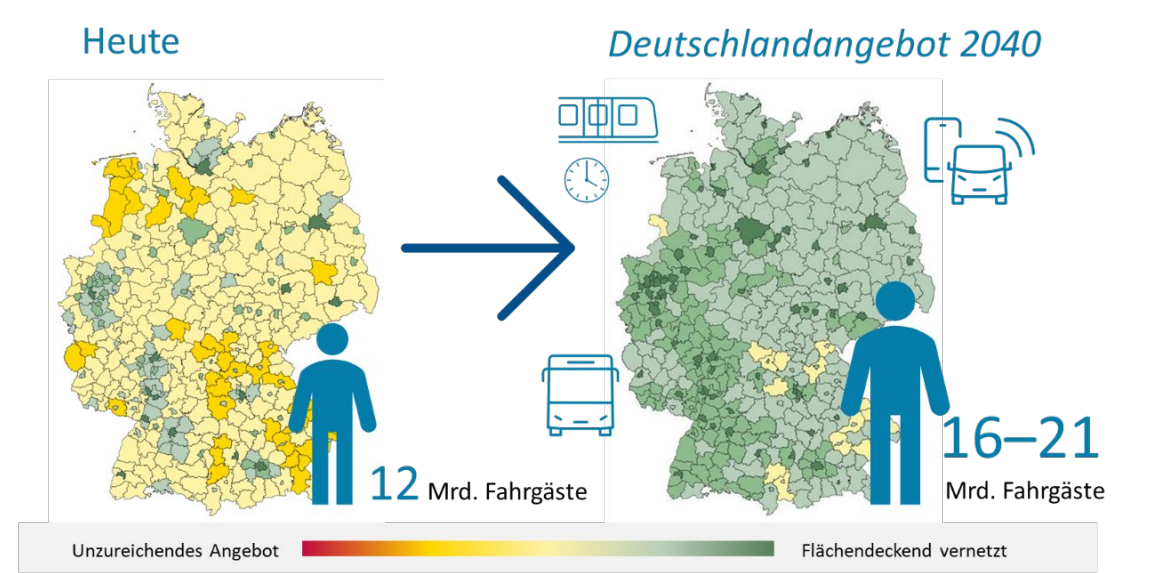 Heute
Deutschlandangebot 2040
12 Mrd. Fahrgäste
16–21
Mrd. Fahrgäste
Unzureichendes Angebot
Flächendeckend vernetzt